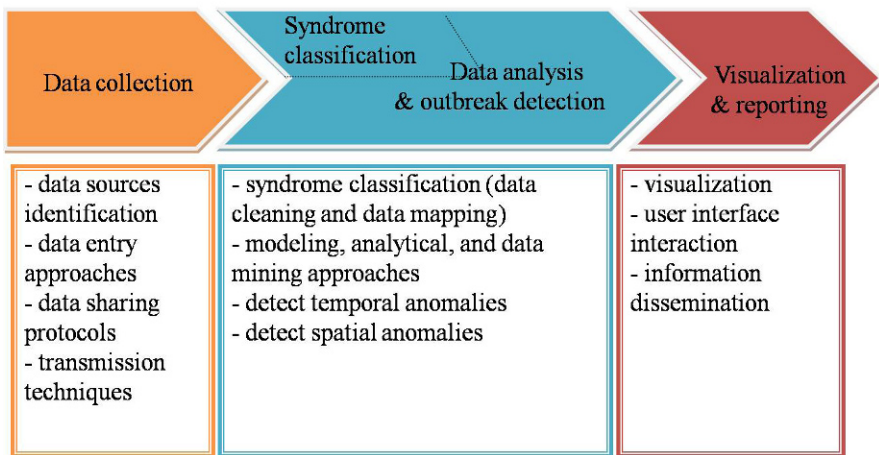 Data collection
Syndrome
classification
Data analysis
& outbreak detection
Visualization
& reporting
- data sources
identification
- data entry
approaches
- data sharing
protocols
- transmission
techniques
- syndrome classification (data
cleaning and data mapping)
- modeling, analytical, and data
mining approaches
- detect temporal anomalies
- detect spatial anomalies
- visualization
- user interface
interaction
- information
dissemination